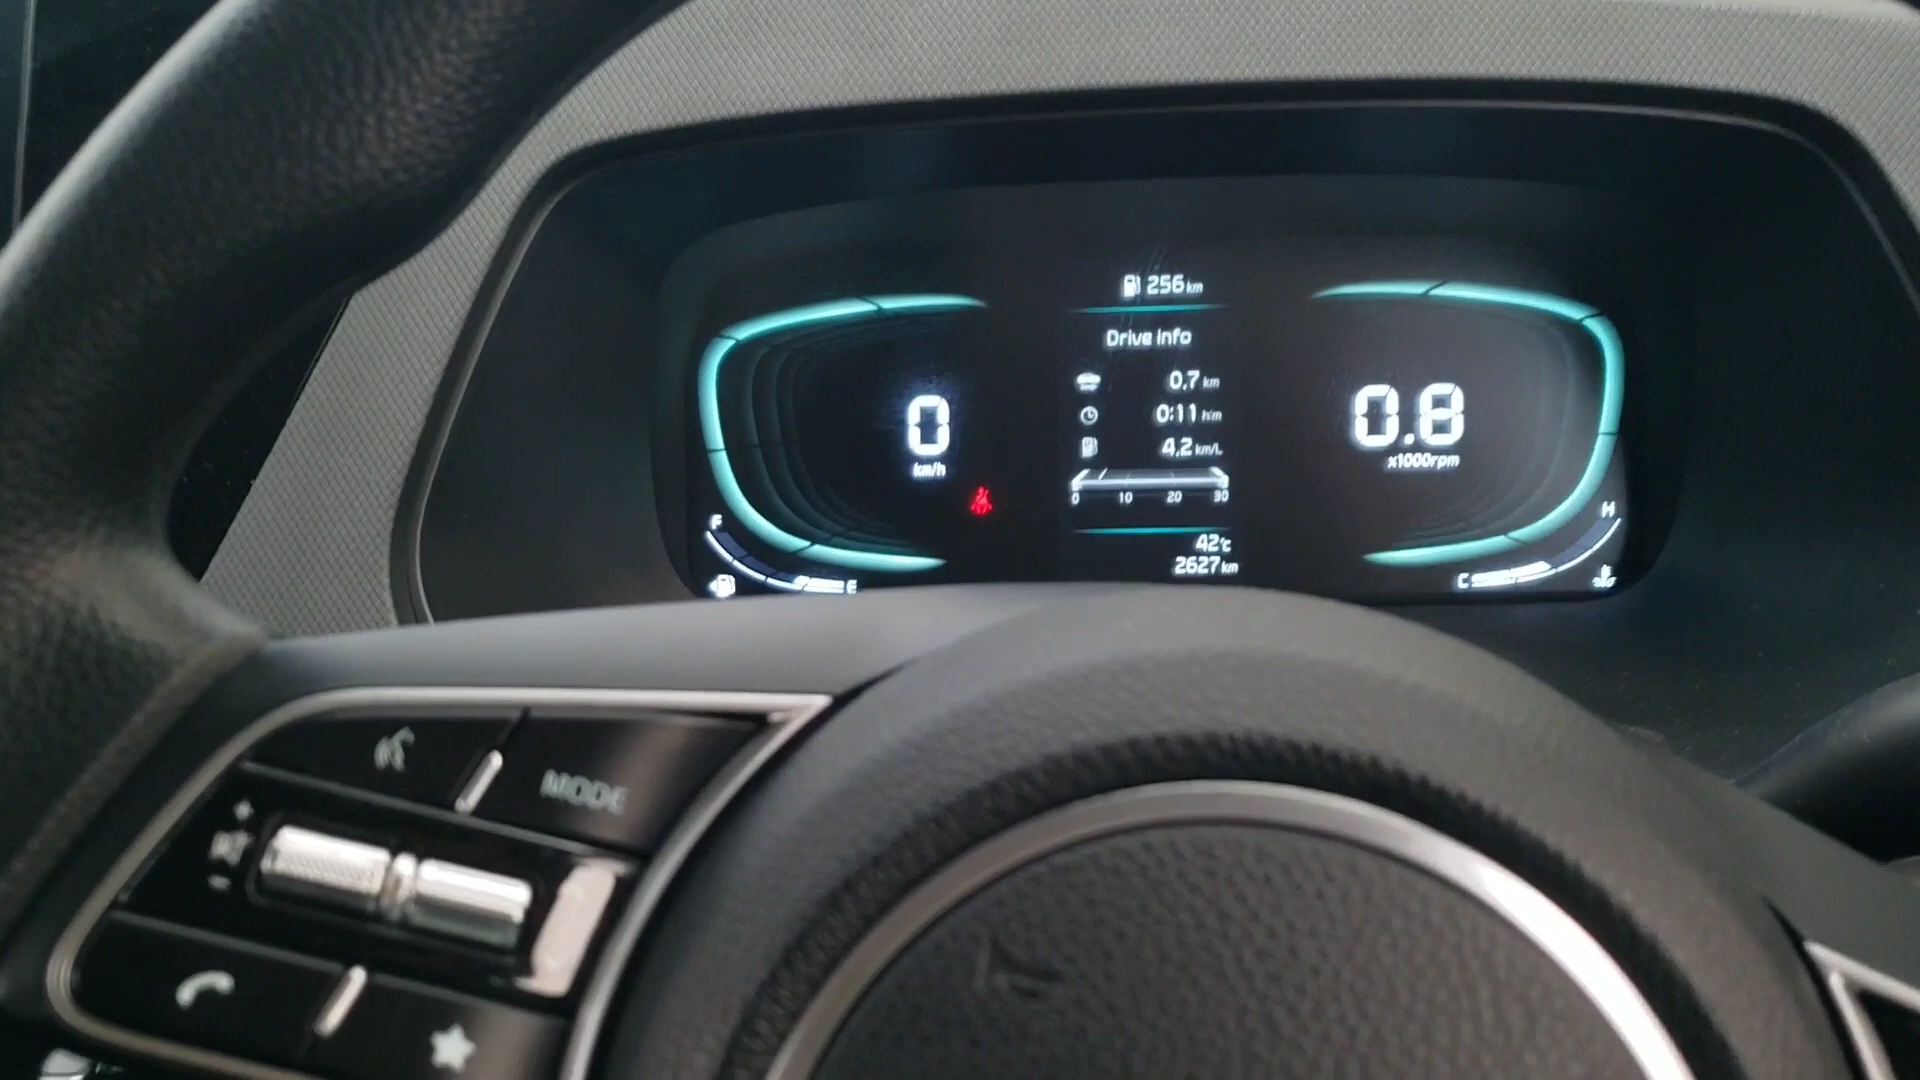 256 km
Drive info
0.7 km
0:11 h:m
4.2 km/L
0 10 20 30
42°c
2627 km
0
km/h
0.8
x1000rpm
F
E
H
C
MODE
+
-